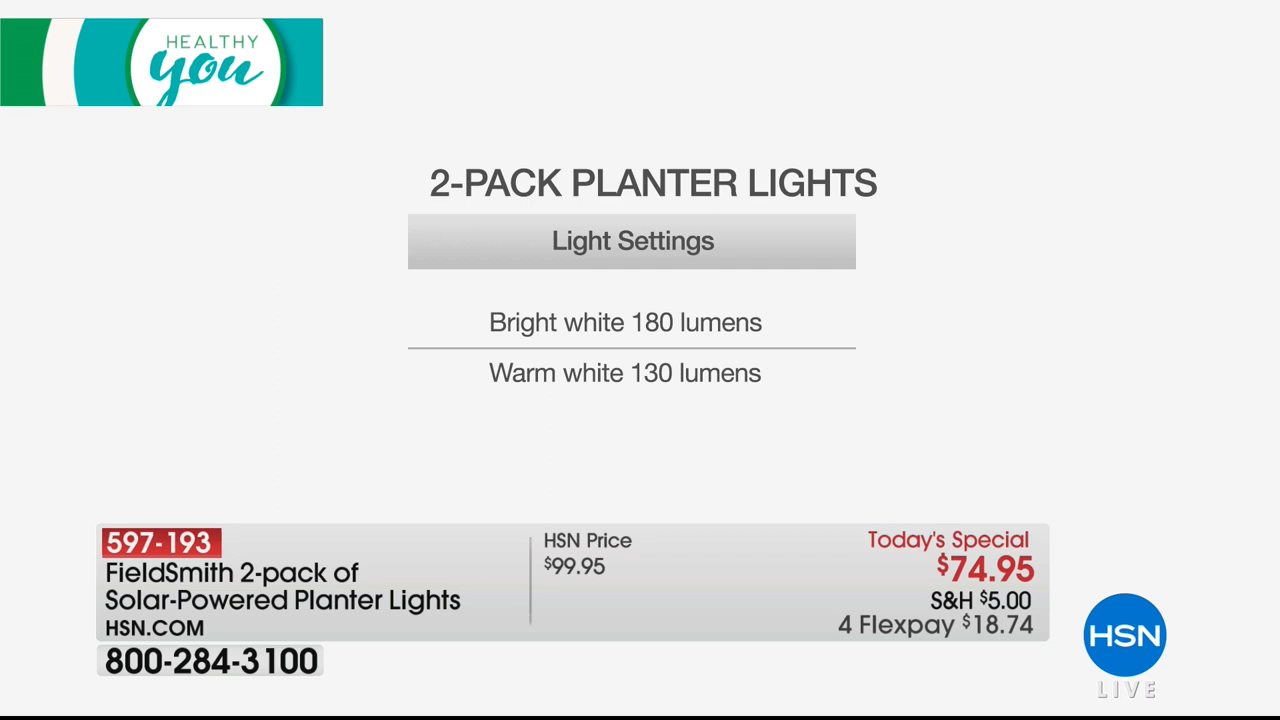 HEALTHY
you
2-PACK PLANTER LIGHTS
Light Settings
Bright white 180 lumens
Warm white 130 lumens
597-193
FieldSmith 2-pack of
Solar-Powered Planter Lights
HSN.COM
800-284-3100
HSN Price
$99.95
Today's Special
$74.95
S&H $5.00
4 Flexpay $18.74
HSN
LIVE